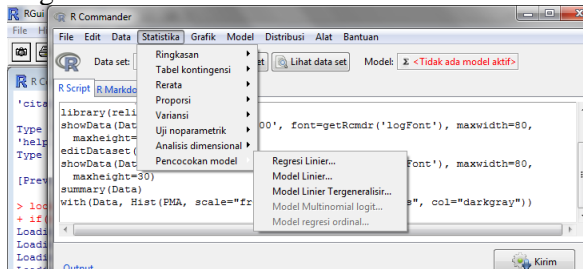 RGui
R Commander
File
File Edit Data Statistika Grafik Model Distribusi Alat Bantuan
Data set:
Lihat data set
Model: Σ <Tidak ada model aktif>
Ringkasan
Tabel kontingensi
Rerata
Proporsi
Variansi
Uji noparametrik
Analisis dimensional
Pencocokan model
Regresi Linier...
Model Linier...
Model Linier Tergeneralisir...
Model Multinomial logit...
Model regresi ordinal...
R Script
library(reli
showData(Dat
00', font=getRcmdr('logFont'), maxwidth=80,
maxheight=
editDataset(
showData(Dat
Font'), maxwidth=80,
maxheight=30)
summary(Data)
with(Data, Hist(PMA, scale="fr
s", col="darkgray"))
'cita
Type
'help
Type
[Prev
> loc
+ if(
Loadi
Loadi
Loadi
Output
Kirim